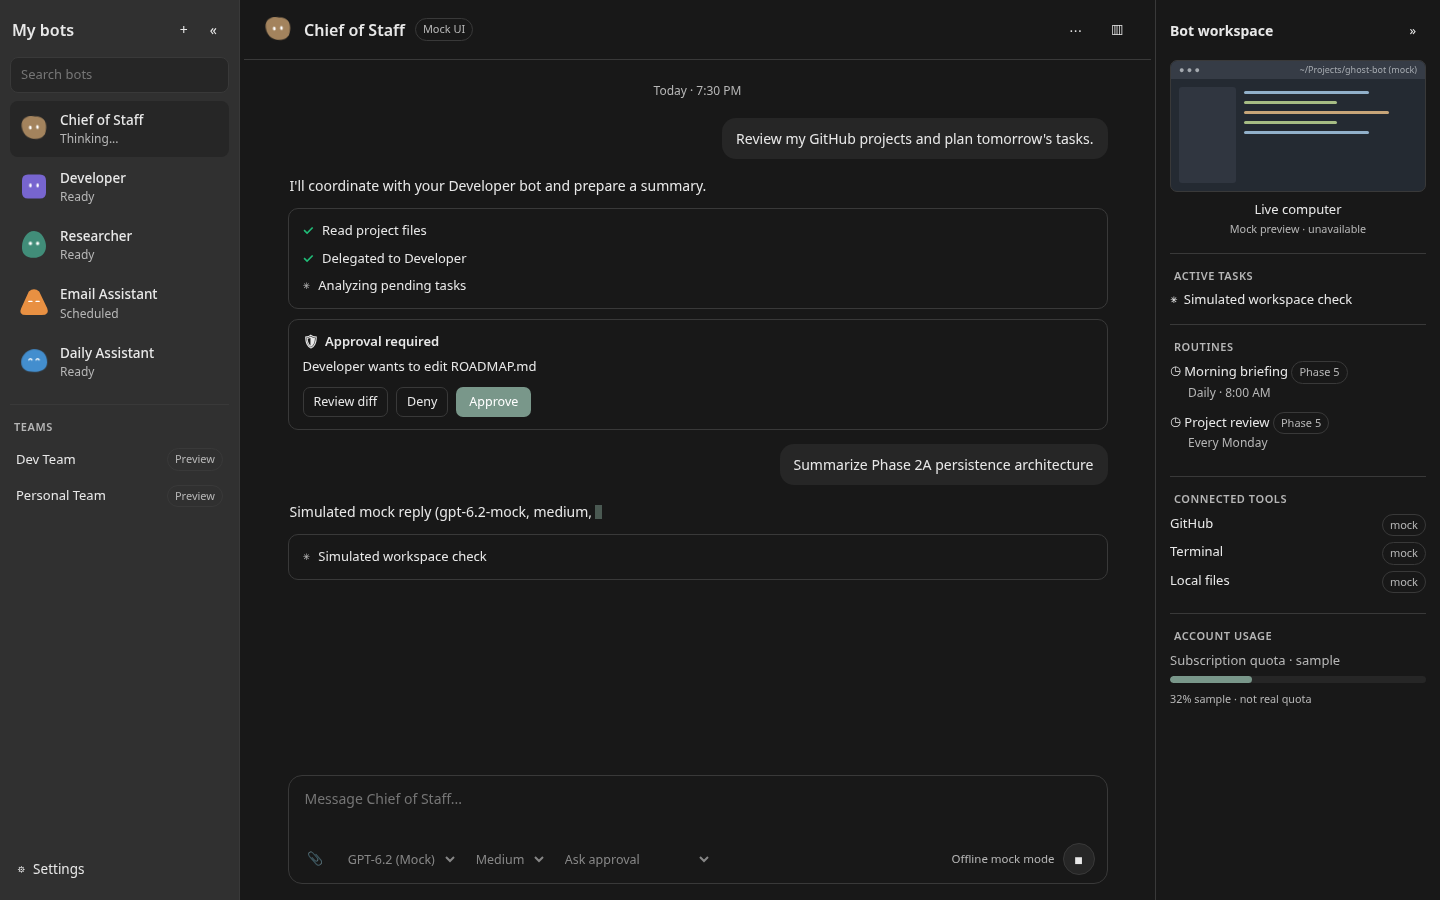 My bots
+
«
Search bots
Chief of Staff
Thinking...
Developer
Ready
Researcher
Ready
Email Assistant
Scheduled
Daily Assistant
Ready
TEAMS
Dev Team Preview
Personal Team Preview
Settings
Chief of Staff Mock UI
...
Today · 7:30 PM
Review my GitHub projects and plan tomorrow's tasks.
I'll coordinate with your Developer bot and prepare a summary.
✓ Read project files
✓ Delegated to Developer
Analyzing pending tasks
Approval required
Developer wants to edit ROADMAP.md
Review diff Deny Approve
Summarize Phase 2A persistence architecture
Simulated mock reply (gpt-6.2-mock, medium,
Simulated workspace check
Message Chief of Staff...
GPT-6.2 (Mock) Medium Ask approval Offline mock mode
Bot workspace »
~/Projects/ghost-bot (mock)
Live computer
Mock preview · unavailable
ACTIVE TASKS
Simulated workspace check
ROUTINES
Morning briefing Phase 5
Daily · 8:00 AM
Project review Phase 5
Every Monday
CONNECTED TOOLS
GitHub mock
Terminal mock
Local files mock
ACCOUNT USAGE
Subscription quota · sample
32% sample · not real quota